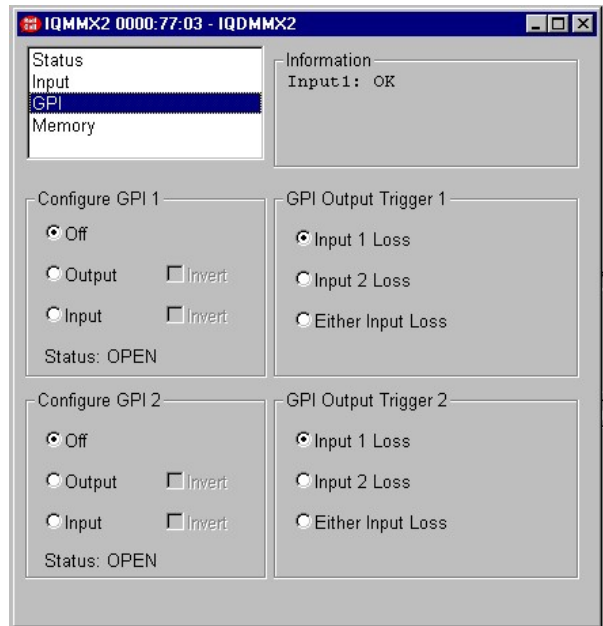 IQMMX2 0000:77:03 - IQDMMX2
Status
Input
GPI
Memory
Information
Input1: OK
Configure GPI 1
Off
Output Invert
Input Invert
Status: OPEN
GPI Output Trigger 1
Input 1 Loss
Input 2 Loss
Either Input Loss
Configure GPI 2
Off
Output Invert
Input Invert
Status: OPEN
GPI Output Trigger 2
Input 1 Loss
Input 2 Loss
Either Input Loss